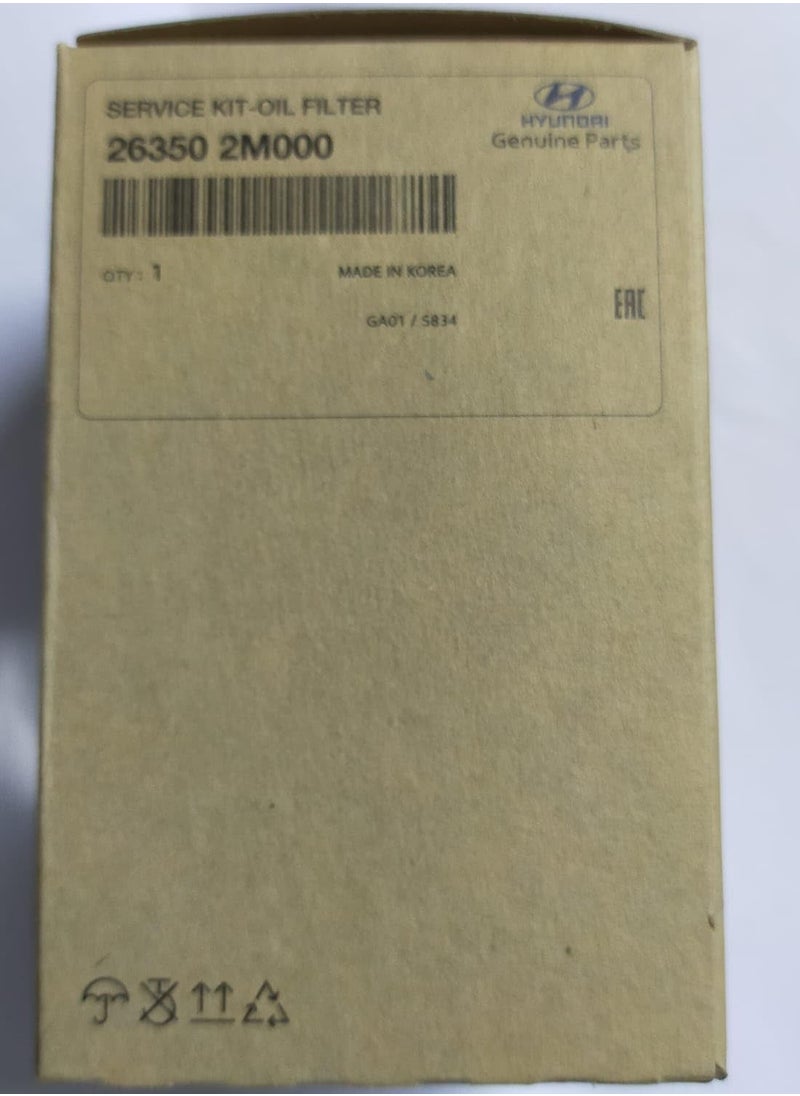 SERVICE KIT-OIL FILTER
26350 2M000
HYUNDAI
Genuine Parts
QTY : 1
MADE IN KOREA
GA01 / S834
EAC